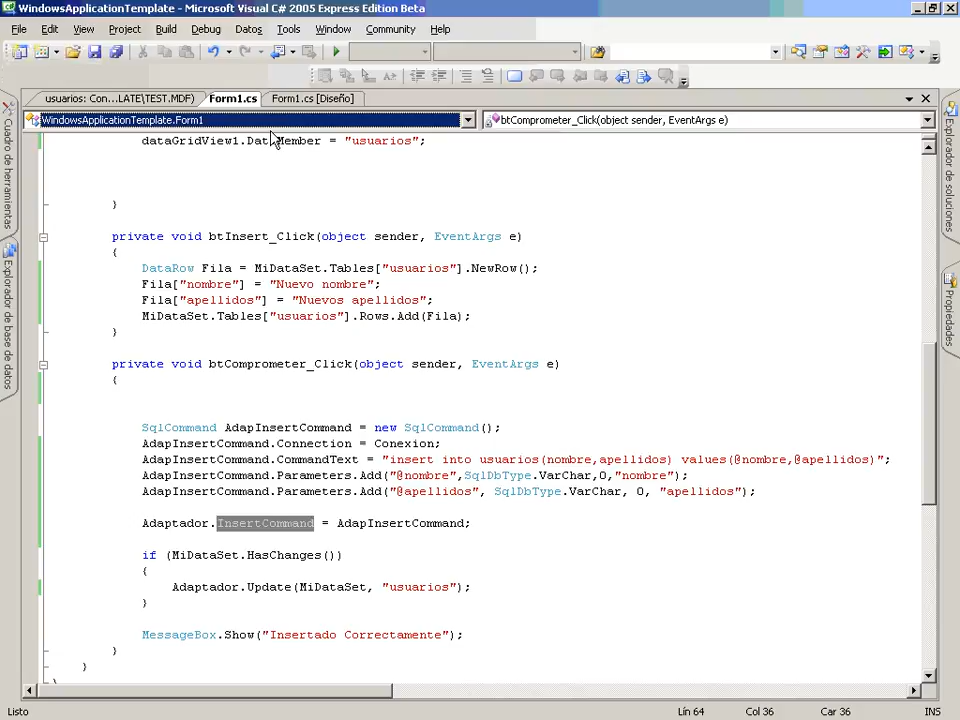 WindowsApplicationTemplate - Microsoft Visual C# 2005 Express Edition Beta
File Edit View Project Build Debug Datos Tools Window Community Help
usuarios: Con...LATE\TEST.MDF) Form1.cs Form1.cs [Diseño]
WindowsApplicationTemplate.Form1 btComprometer_Click(object sender, EventArgs e)
Cuadro de herramientas
Explorador de base de datos
Explorador de soluciones
Propiedades
dataGridView1.DataMember = "usuarios";
}
private void btInsert_Click(object sender, EventArgs e)
{
DataRow Fila = MiDataSet.Tables["usuarios"].NewRow();
Fila["nombre"] = "Nuevo nombre";
Fila["apellidos"] = "Nuevos apellidos";
MiDataSet.Tables["usuarios"].Rows.Add(Fila);
}
private void btComprometer_Click(object sender, EventArgs e)
{
SqlCommand AdapInsertCommand = new SqlCommand();
AdapInsertCommand.Connection = Conexion;
AdapInsertCommand.CommandText = "insert into usuarios(nombre,apellidos) values(@nombre,@apellidos)";
AdapInsertCommand.Parameters.Add("@nombre",SqlDbType.VarChar,0,"nombre");
AdapInsertCommand.Parameters.Add("@apellidos", SqlDbType.VarChar, 0, "apellidos");
Adaptador.InsertCommand = AdapInsertCommand;
if (MiDataSet.HasChanges())
{
Adaptador.Update(MiDataSet, "usuarios");
}
MessageBox.Show("Insertado Correctamente");
}
}
Listo Lín 64 Col 36 Car 36 INS